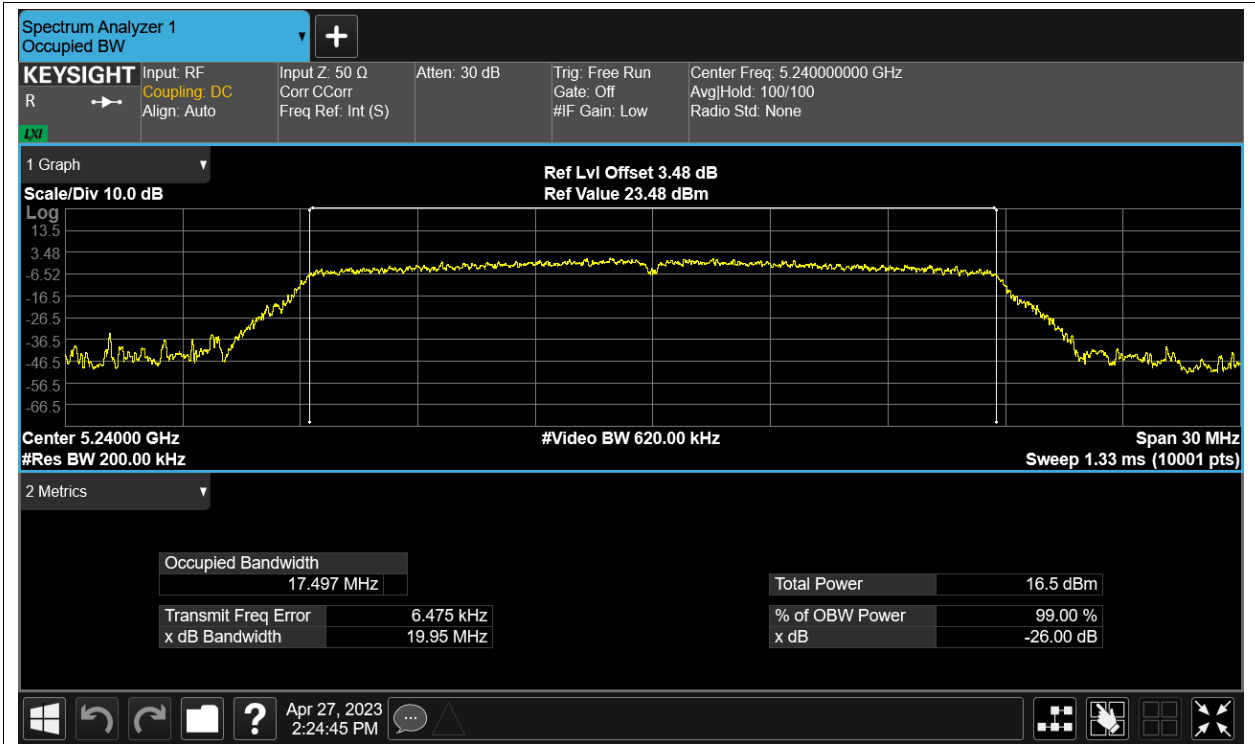 Spectrum Analyzer 1
Occupied BW
KEYSIGHT
R
LXI
Input: RF
Coupling: DC
Align: Auto
Input Z: 50 Ω
Corr CCorr
Freq Ref: Int (S)
Atten: 30 dB
Trig: Free Run
Gate: Off
#IF Gain: Low
Center Freq: 5.240000000 GHz
Avg|Hold: 100/100
Radio Std: None
1 Graph
Scale/Div 10.0 dB
Ref Lvl Offset 3.48 dB
Ref Value 23.48 dBm
Log
13.5
3.48
-6.52
-16.5
-26.5
-36.5
-46.5
-56.5
-66.5
Center 5.24000 GHz
#Res BW 200.00 kHz
#Video BW 620.00 kHz
Span 30 MHz
Sweep 1.33 ms (10001 pts)
2 Metrics
Occupied Bandwidth
17.497 MHz
Transmit Freq Error 6.475 kHz
x dB Bandwidth 19.95 MHz
Total Power 16.5 dBm
% of OBW Power 99.00 %
x dB -26.00 dB
?
Apr 27, 2023
2:24:45 PM